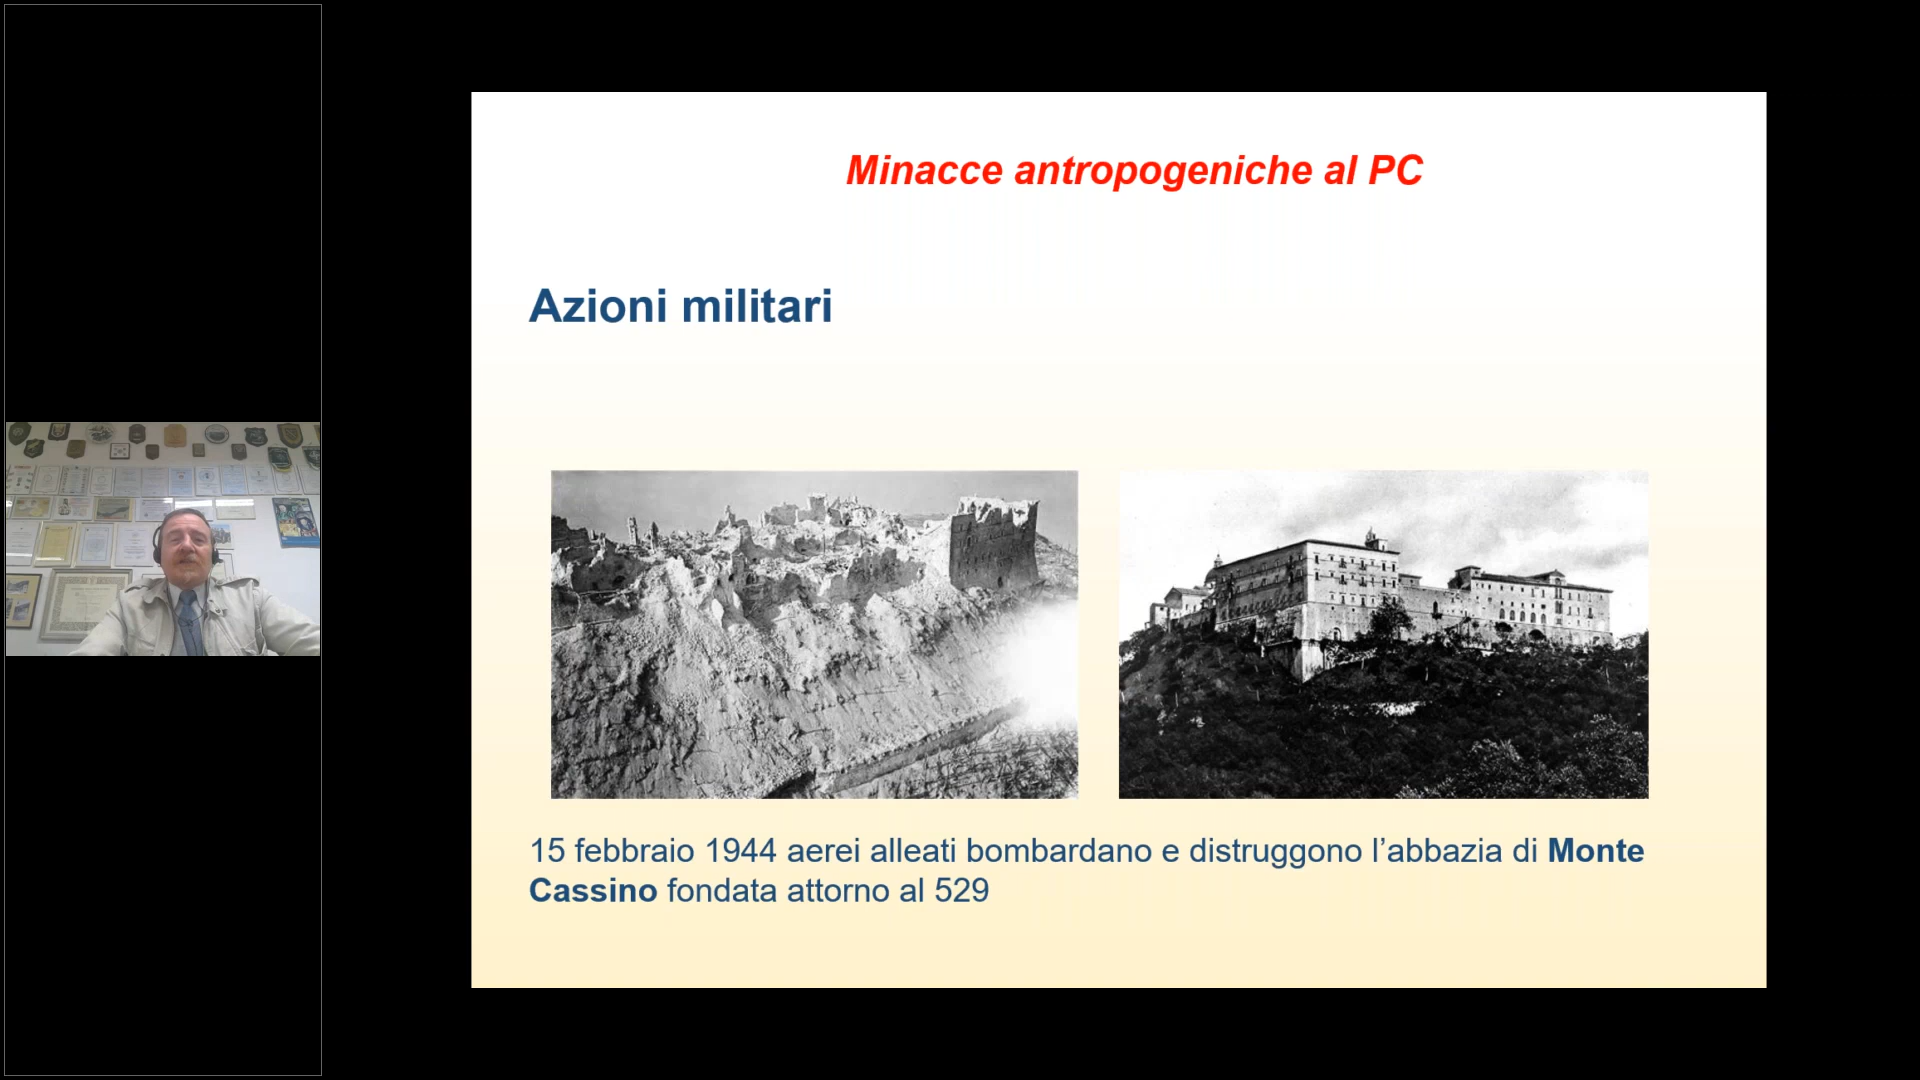 Minacce antropogeniche al PC
Azioni militari
15 febbraio 1944 aerei alleati bombardano e distruggono l’abbazia di Monte
Cassino fondata attorno al 529